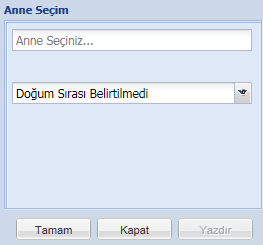 Anne Seçim
Anne Seçiniz...
Doğum Sırası Belirtilmedi
Tamam Kapat Yazdır